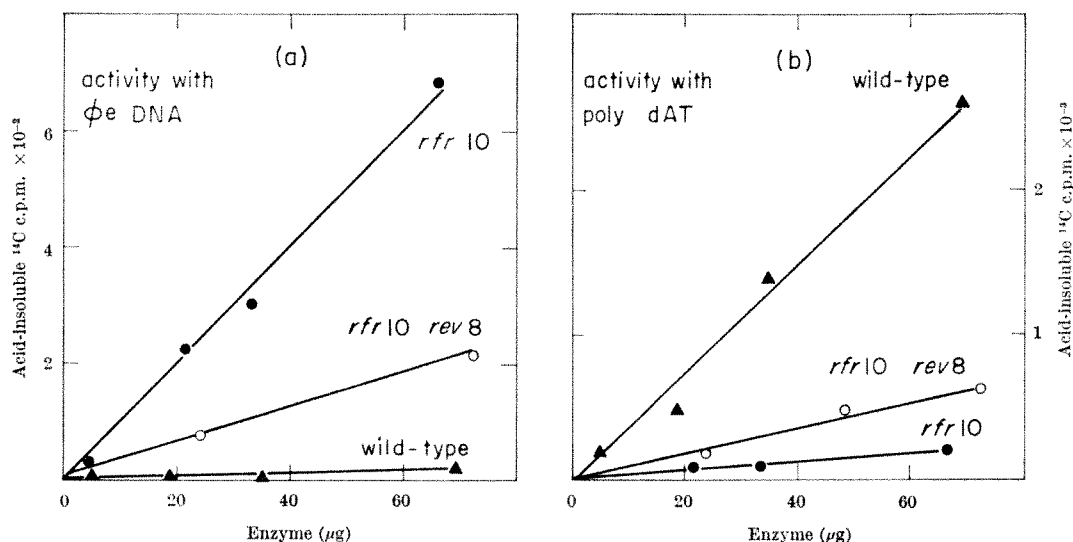 (a)
activity with
ϕe DNA
rfr 10
rfr 10 rev 8
wild-type
6
4
2
0
20
40
60
Acid-insoluble ¹⁴C c.p.m. ×10⁻³
Enzyme (μg)
(b)
activity with
poly dAT
wild-type
rfr 10 rev 8
rfr 10
2
1
0
20
40
60
Acid-insoluble ¹⁴C c.p.m. ×10⁻³
Enzyme (μg)